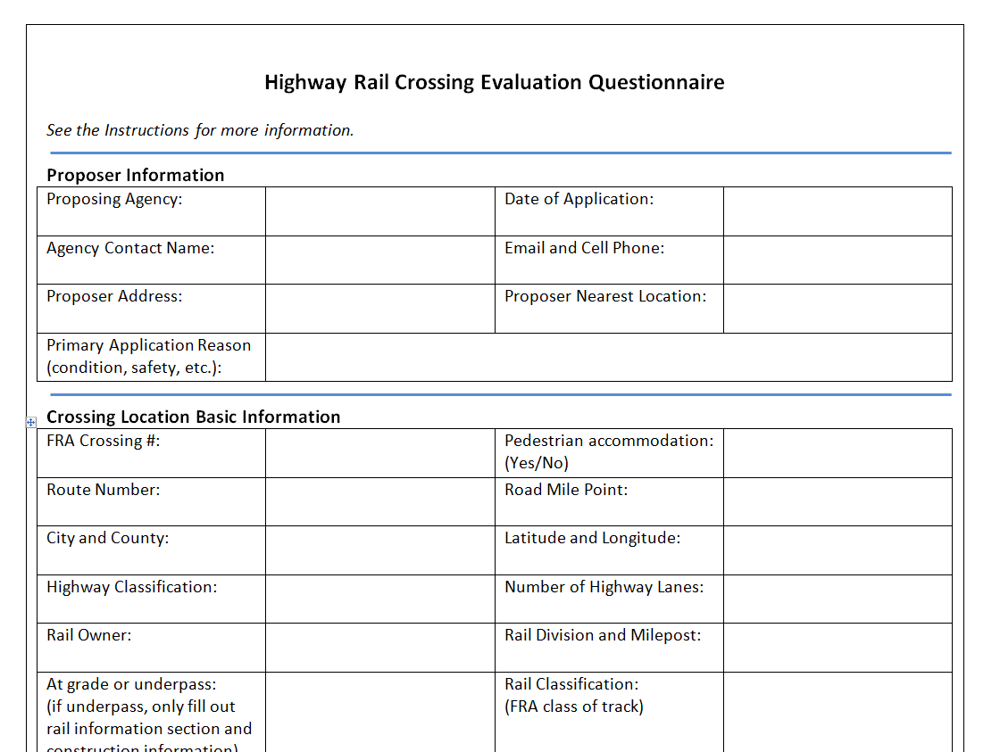 Highway Rail Crossing Evaluation Questionnaire
See the Instructions for more information.
Proposer Information
Proposing Agency:
Date of Application:
Agency Contact Name:
Email and Cell Phone:
Proposer Address:
Proposer Nearest Location:
Primary Application Reason
(condition, safety, etc.):
Crossing Location Basic Information
FRA Crossing #:
Pedestrian accommodation:
(Yes/No)
Route Number:
Road Mile Point:
City and County:
Latitude and Longitude:
Highway Classification:
Number of Highway Lanes:
Rail Owner:
Rail Division and Milepost:
At grade or underpass:
(if underpass, only fill out
rail information section and
construction information)
Rail Classification:
(FRA class of track)